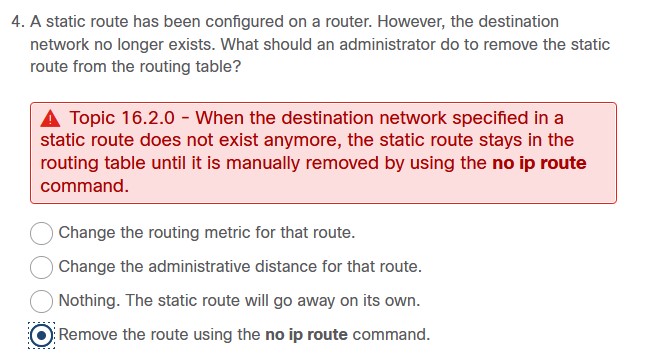 4. A static route has been configured on a router. However, the destination
network no longer exists. What should an administrator do to remove the static
route from the routing table?
Topic 16.2.0 - When the destination network specified in a
static route does not exist anymore, the static route stays in the
routing table until it is manually removed by using the no ip route
command.
Change the routing metric for that route.
Change the administrative distance for that route.
Nothing. The static route will go away on its own.
Remove the route using the no ip route command.